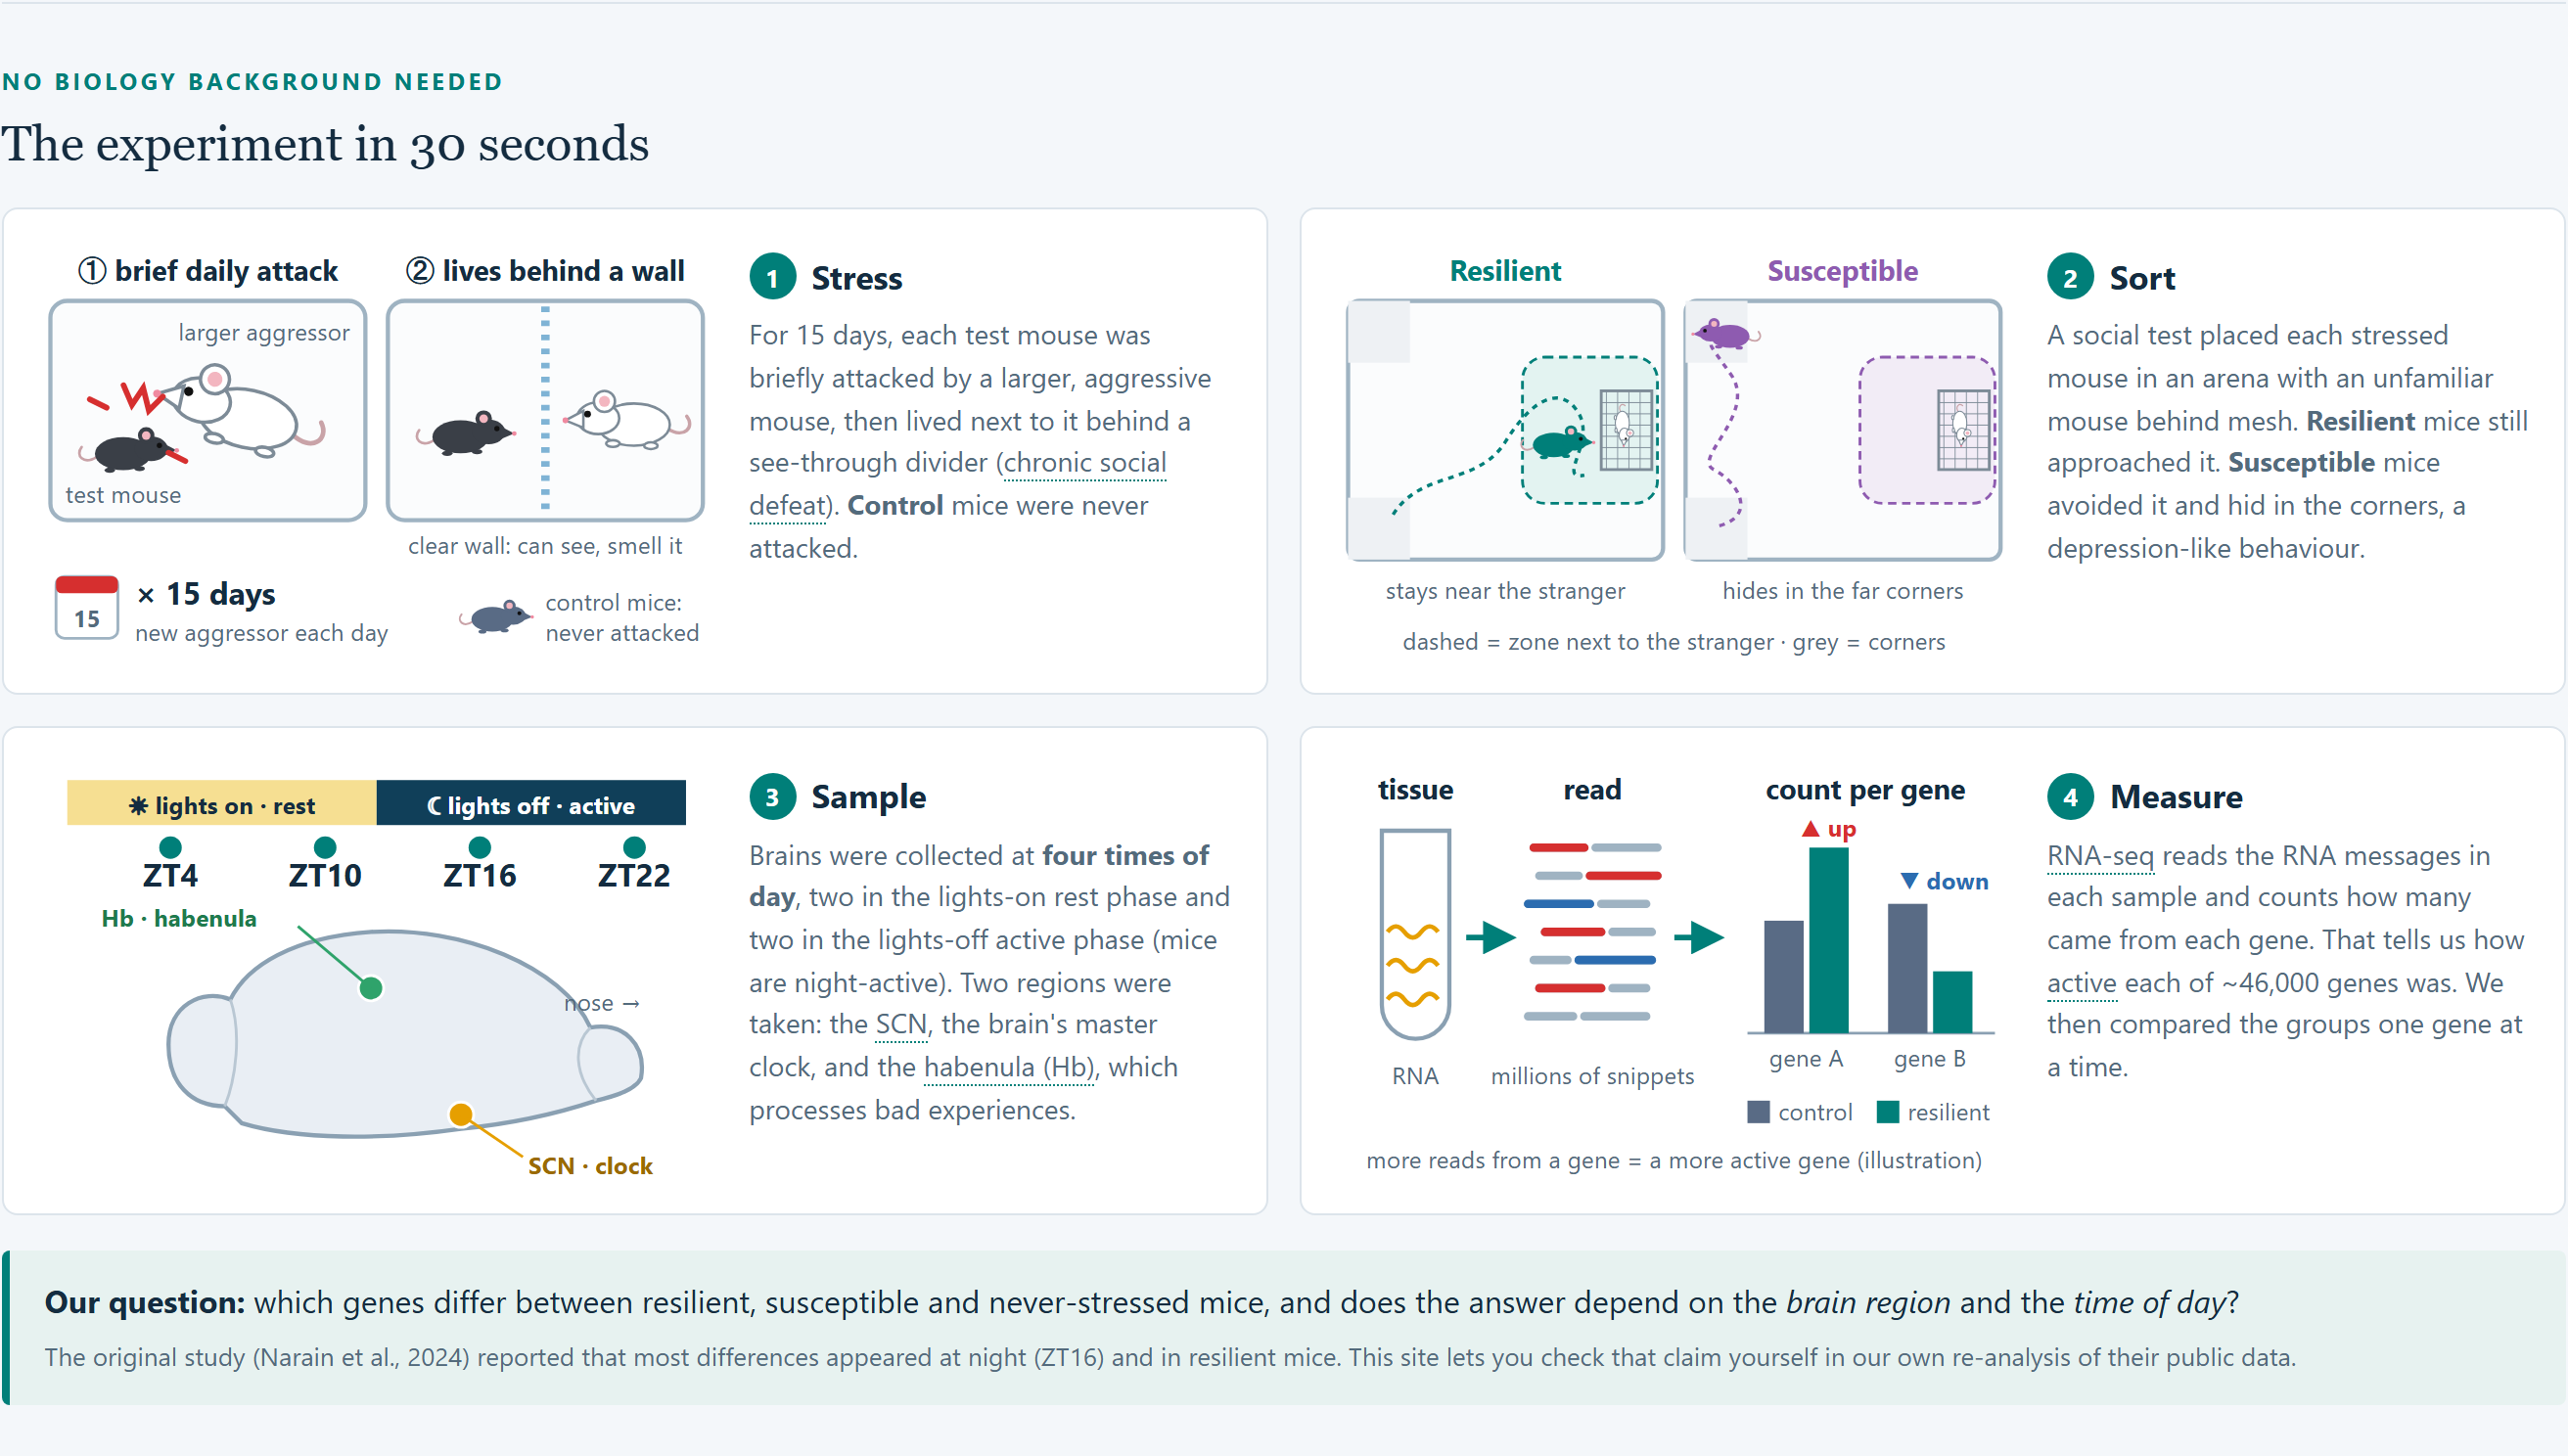 NO BIOLOGY BACKGROUND NEEDED
The experiment in 30 seconds
① brief daily attack
② lives behind a wall
larger aggressor
test mouse
clear wall: can see, smell it
15
× 15 days
new aggressor each day
control mice:
never attacked
1 Stress
For 15 days, each test mouse was
briefly attacked by a larger, aggressive
mouse, then lived next to it behind a
see-through divider (chronic social
defeat). Control mice were never
attacked.
Resilient
Susceptible
stays near the stranger
hides in the far corners
dashed = zone next to the stranger · grey = corners
2 Sort
A social test placed each stressed
mouse in an arena with an unfamiliar
mouse behind mesh. Resilient mice still
approached it. Susceptible mice
avoided it and hid in the corners, a
depression-like behaviour.
☀ lights on · rest
☾ lights off · active
ZT4
ZT10
ZT16
ZT22
Hb · habenula
nose →
SCN · clock
3 Sample
Brains were collected at four times of
day, two in the lights-on rest phase and
two in the lights-off active phase (mice
are night-active). Two regions were
taken: the SCN, the brain's master
clock, and the habenula (Hb), which
processes bad experiences.
tissue
read
count per gene
▲ up
▼ down
RNA
millions of snippets
gene A
gene B
control
resilient
more reads from a gene = a more active gene (illustration)
4 Measure
RNA-seq reads the RNA messages in
each sample and counts how many
came from each gene. That tells us how
active each of ~46,000 genes was. We
then compared the groups one gene at
a time.
Our question: which genes differ between resilient, susceptible and never-stressed mice, and does the answer depend on the brain region and the time of day?
The original study (Narain et al., 2024) reported that most differences appeared at night (ZT16) and in resilient mice. This site lets you check that claim yourself in our own re-analysis of their public data.